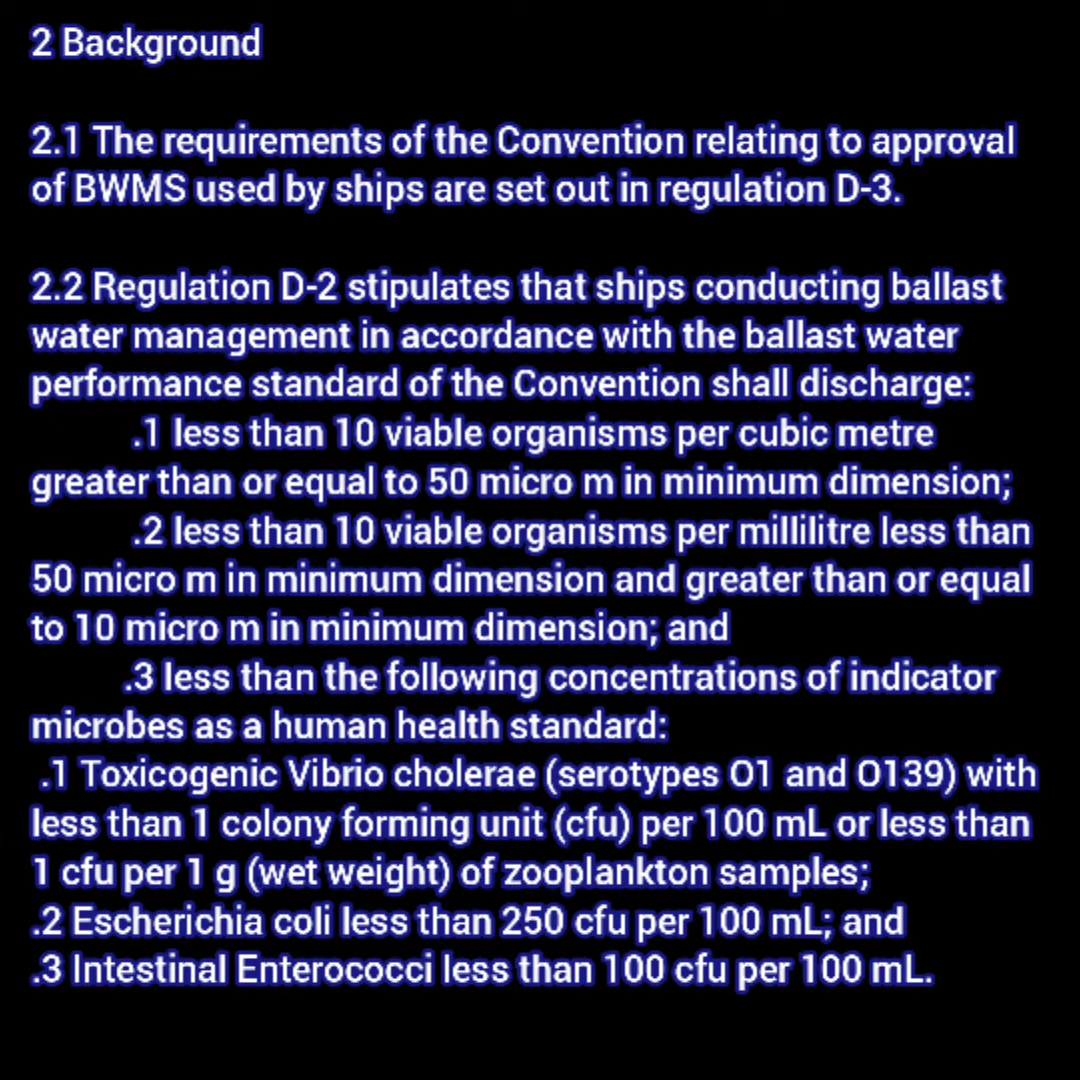 2 Background
2.1 The requirements of the Convention relating to approval
of BWMS used by ships are set out in regulation D-3.
2.2 Regulation D-2 stipulates that ships conducting ballast
water management in accordance with the ballast water
performance standard of the Convention shall discharge:
.1 less than 10 viable organisms per cubic metre
greater than or equal to 50 micro m in minimum dimension;
.2 less than 10 viable organisms per millilitre less than
50 micro m in minimum dimension and greater than or equal
to 10 micro m in minimum dimension; and
.3 less than the following concentrations of indicator
microbes as a human health standard:
.1 Toxicogenic Vibrio cholerae (serotypes O1 and O139) with
less than 1 colony forming unit (cfu) per 100 mL or less than
1 cfu per 1 g (wet weight) of zooplankton samples;
.2 Escherichia coli less than 250 cfu per 100 mL; and
.3 Intestinal Enterococci less than 100 cfu per 100 mL.